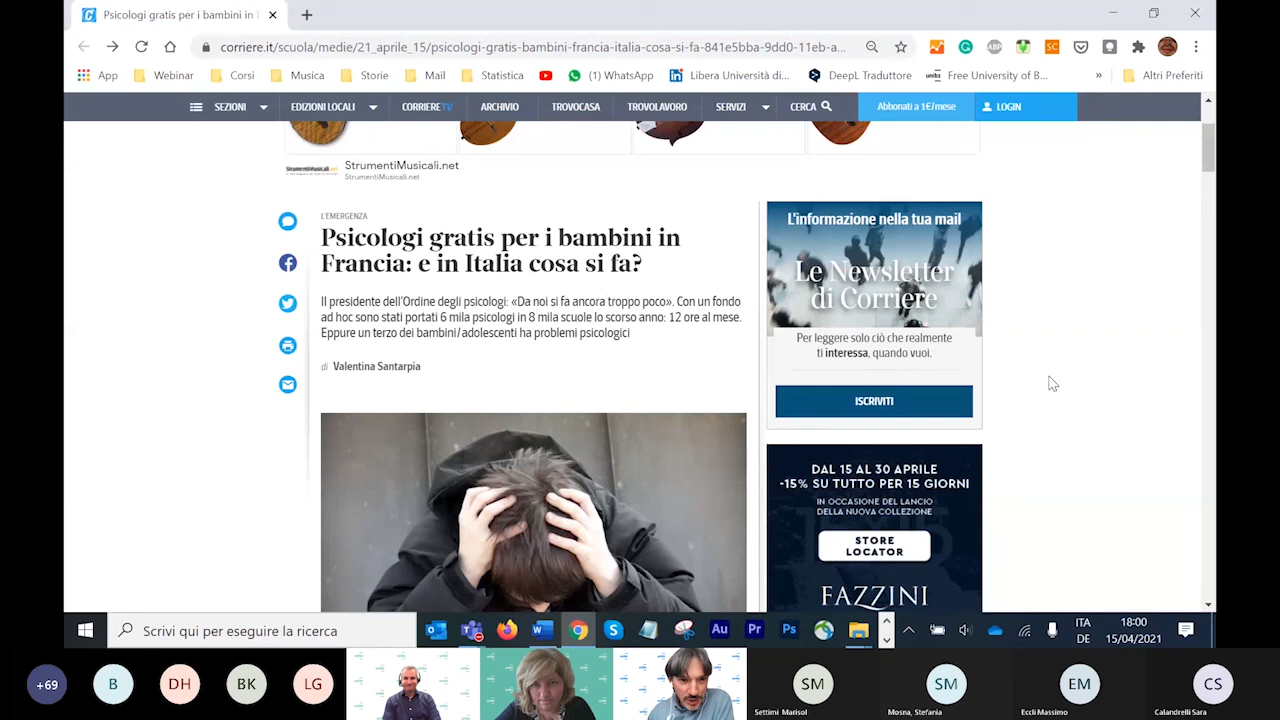 Psicologi gratis per i bambini in
corriere.it/scuola/medie/21_aprile_15/psicologi-gratis-bambini-francia-italia-cosa-si-fa-841e5bba-9dd0-11eb-a...
App
Webinar
Corsi
Musica
Storie
Mail
Statistica
(1) WhatsApp
Libera Università di...
DeepL Traduttore
unibz
Free University of B...
»
Altri Preferiti
SEZIONI
EDIZIONI LOCALI
CORRIERETV
ARCHIVIO
TROVOCASA
TROVOLAVORO
SERVIZI
CERCA
Abbonati a 1€/mese
LOGIN
StrumentiMusicali.net
StrumentiMusicali.net
L'EMERGENZA
Psicologi gratis per i bambini in
Francia: e in Italia cosa si fa?
Il presidente dell'Ordine degli psicologi: «Da noi si fa ancora troppo poco». Con un fondo
ad hoc sono stati portati 6 mila psicologi in 8 mila scuole lo scorso anno: 12 ore al mese.
Eppure un terzo dei bambini/adolescenti ha problemi psicologici
di Valentina Santarpia
L'informazione nella tua mail
Le Newsletter
di Corriere
Per leggere solo ciò che realmente
ti interessa, quando vuoi.
ISCRIVITI
DAL 15 AL 30 APRILE
-15% SU TUTTO PER 15 GIORNI
IN OCCASIONE DEL LANCIO
DELLA NUOVA COLLEZIONE
STORE
LOCATOR
FAZZINI
Scrivi qui per eseguire la ricerca
Au
Pr
Ps
ITA
DE
18:00
15/04/2021
+69
B
DH
BK
LG
SM
Settimi Marisol
SM
Mosna, Stefania
EM
Eccli Massimo
CS
Calandrelli Sara